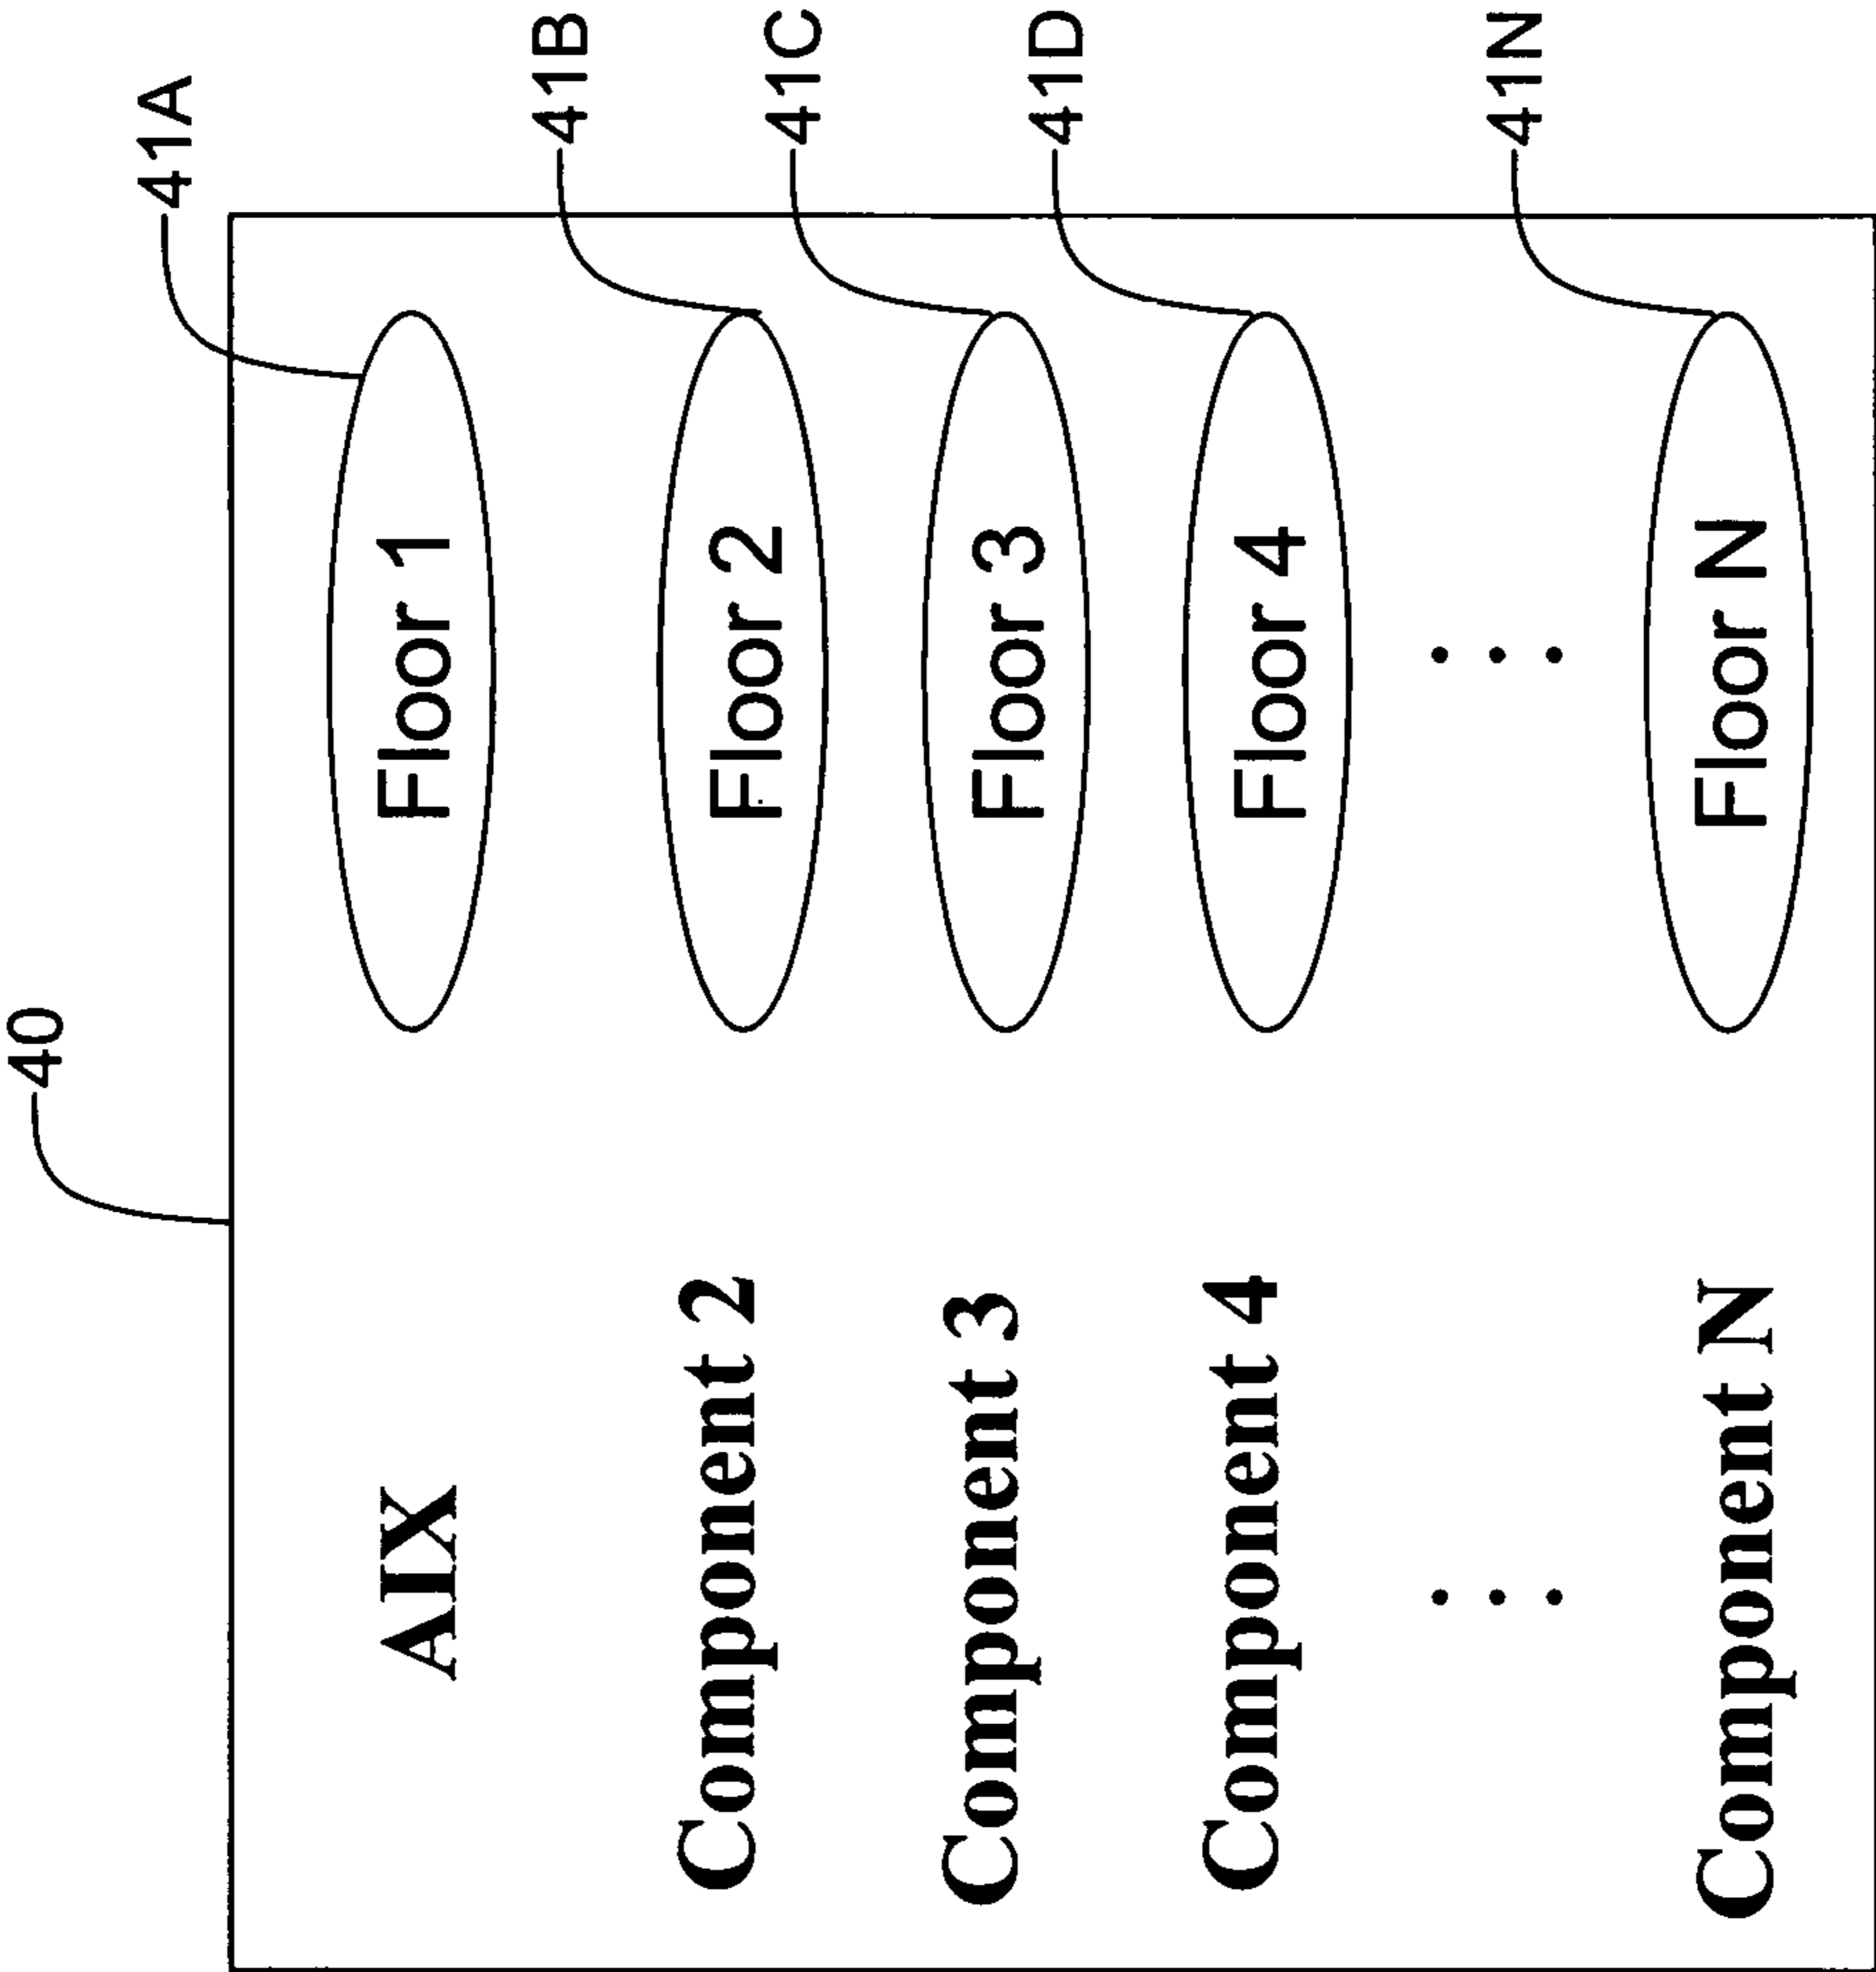 40
41A
AIX
Floor 1
41B
Component 2
Floor 2
41C
Component 3
Floor 3
41D
Component 4
Floor 4
41N
Component N
Floor N